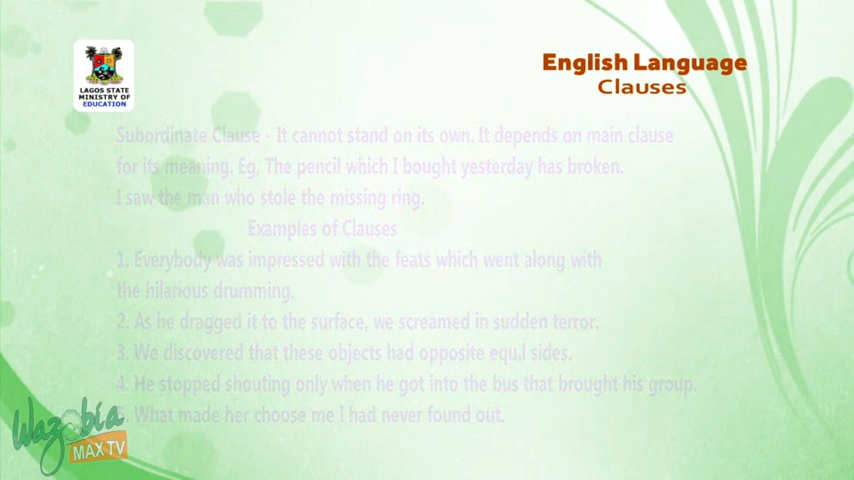 LAGOS STATE
MINISTRY OF
EDUCATION
English Language
Clauses
Subordinate Clause - It cannot stand on its own. It depends on main clause
for its meaning. Eg, The pencil which I bought yesterday has broken.
I saw the man who stole the missing ring.
Examples of Clauses
1. Everybody was impressed with the feats which went along with
the hilarious drumming.
2. As he dragged it to the surface, we screamed in sudden terror.
3. We discovered that these objects had opposite equ,l sides.
4. He stopped shouting only when he got into the bus that brought his group.
5. What made her choose me I had never found out.
Wazobia
MAX TV